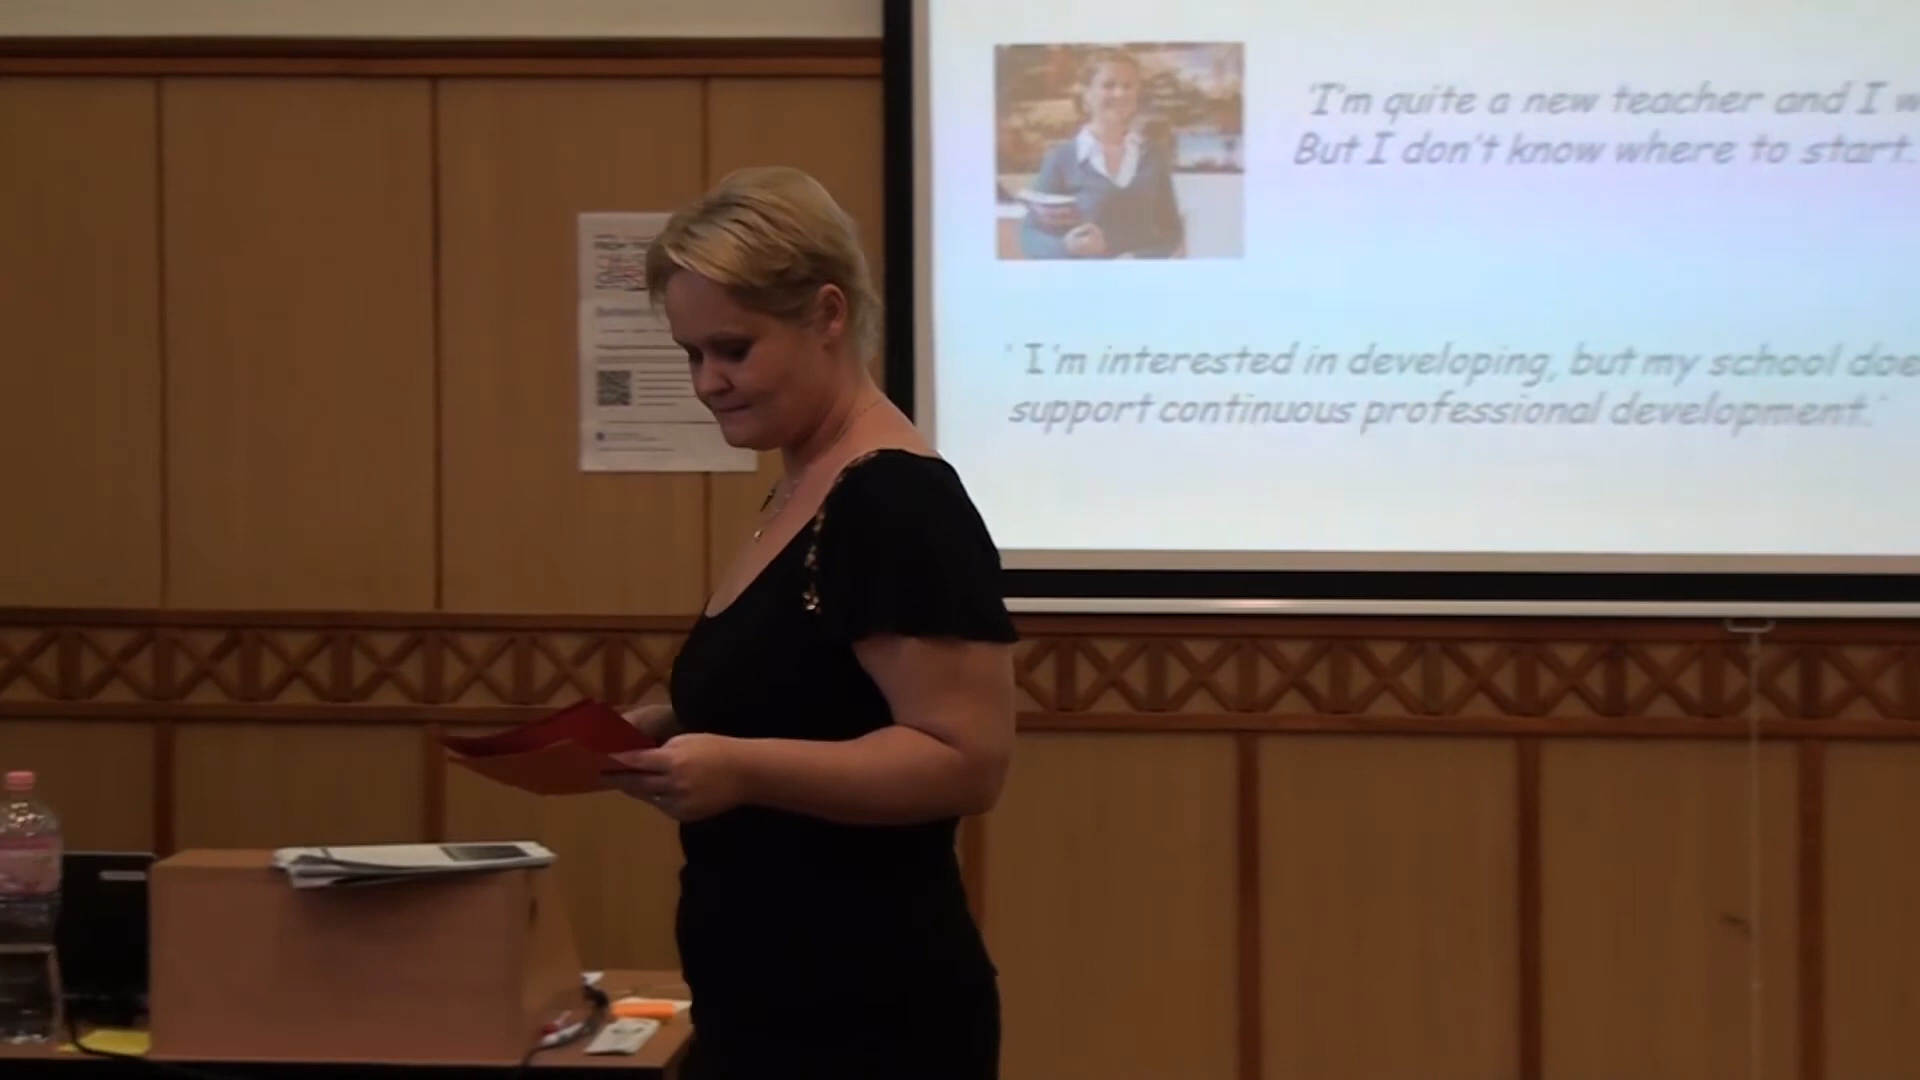 'I'm quite a new teacher and I w
But I don't know where to start.
' I 'm interested in developing, but my school doe
support continuous professional development.'